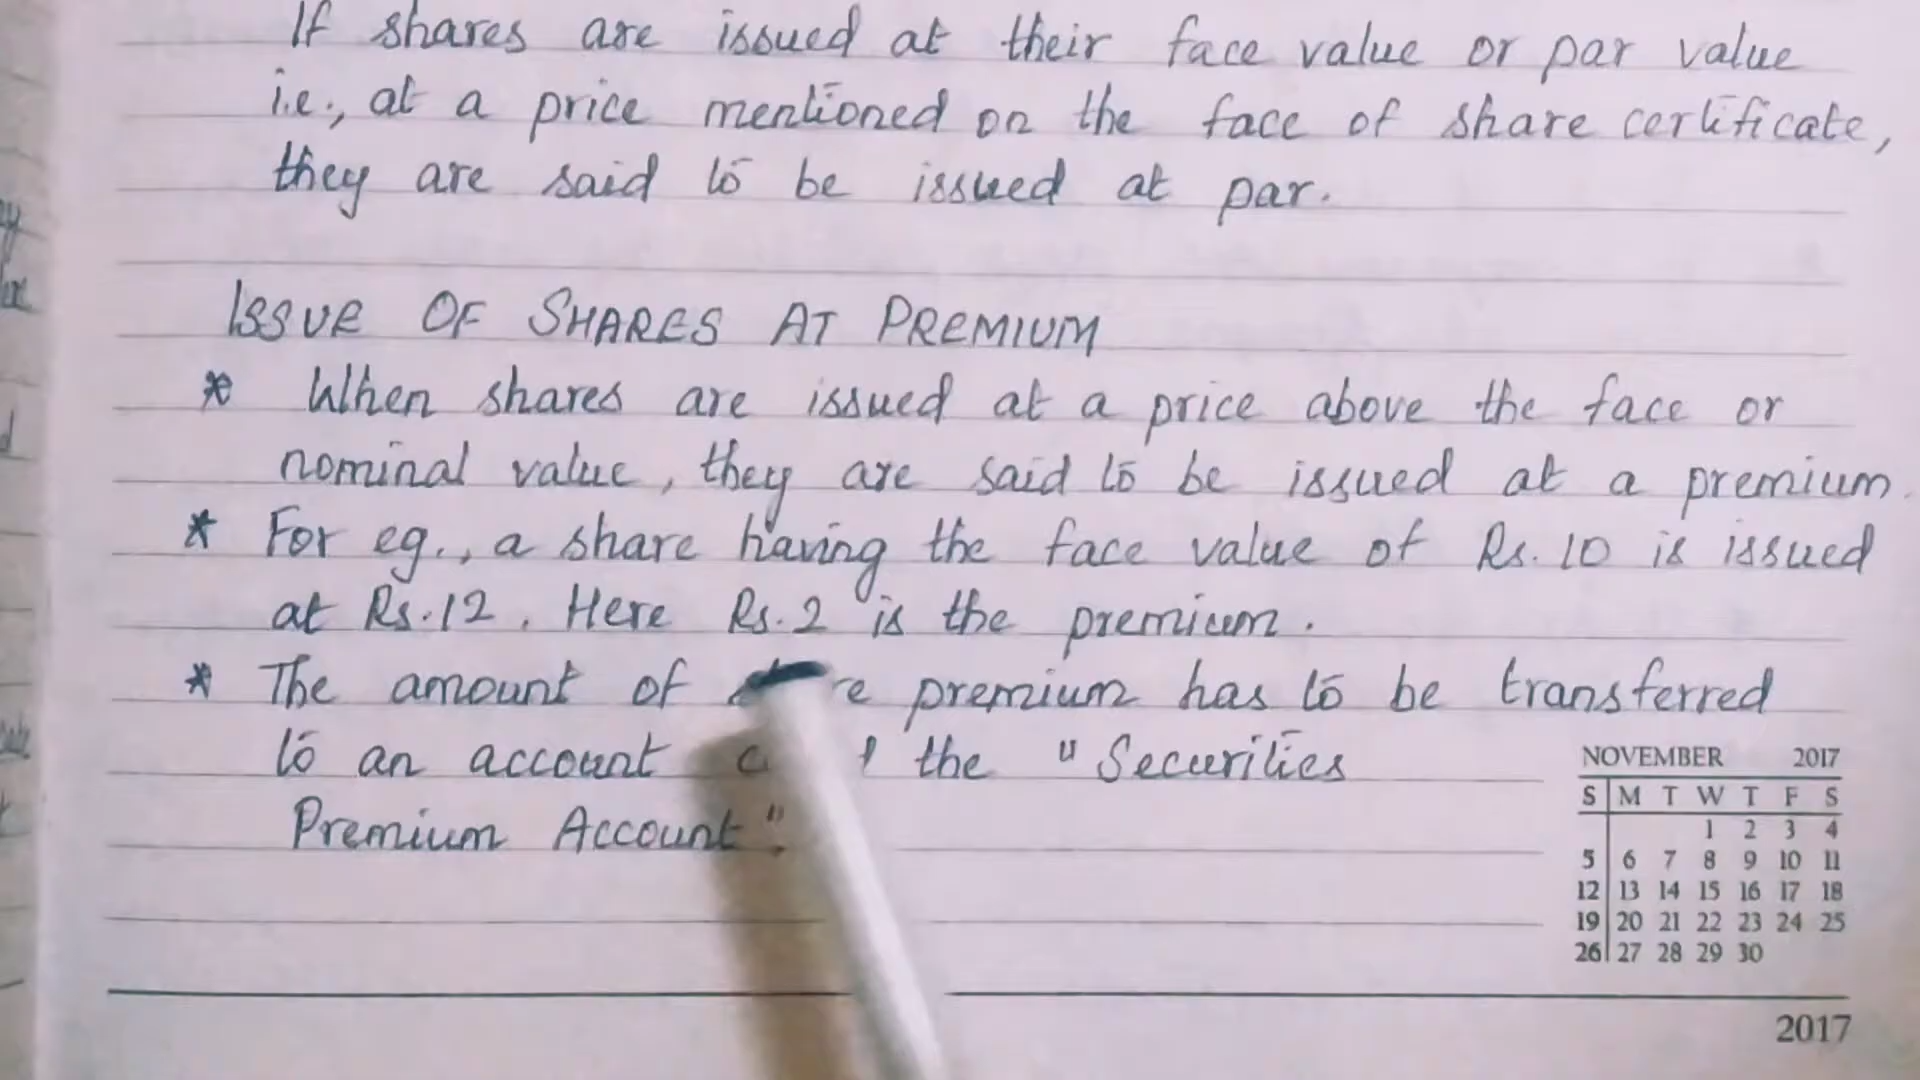 If shares are issued at their face value or par value
i.e., at a price mentioned on the face of share certificate,
they are said to be issued at par.
ISSUE OF SHARES AT PREMIUM
* When shares are issued at a price above the face or
nominal value, they are said to be issued at a premium.
* For eg., a share having the face value of Rs. 10 is issued
at Rs.12. Here Rs.2 is the premium.
* The amount of premium has to be transferred
to an account the "Securities
Premium Account".
NOVEMBER 2017
S M T W T F S
1 2 3 4
5 6 7 8 9 10 11
12 13 14 15 16 17 18
19 20 21 22 23 24 25
26 27 28 29 30
2017